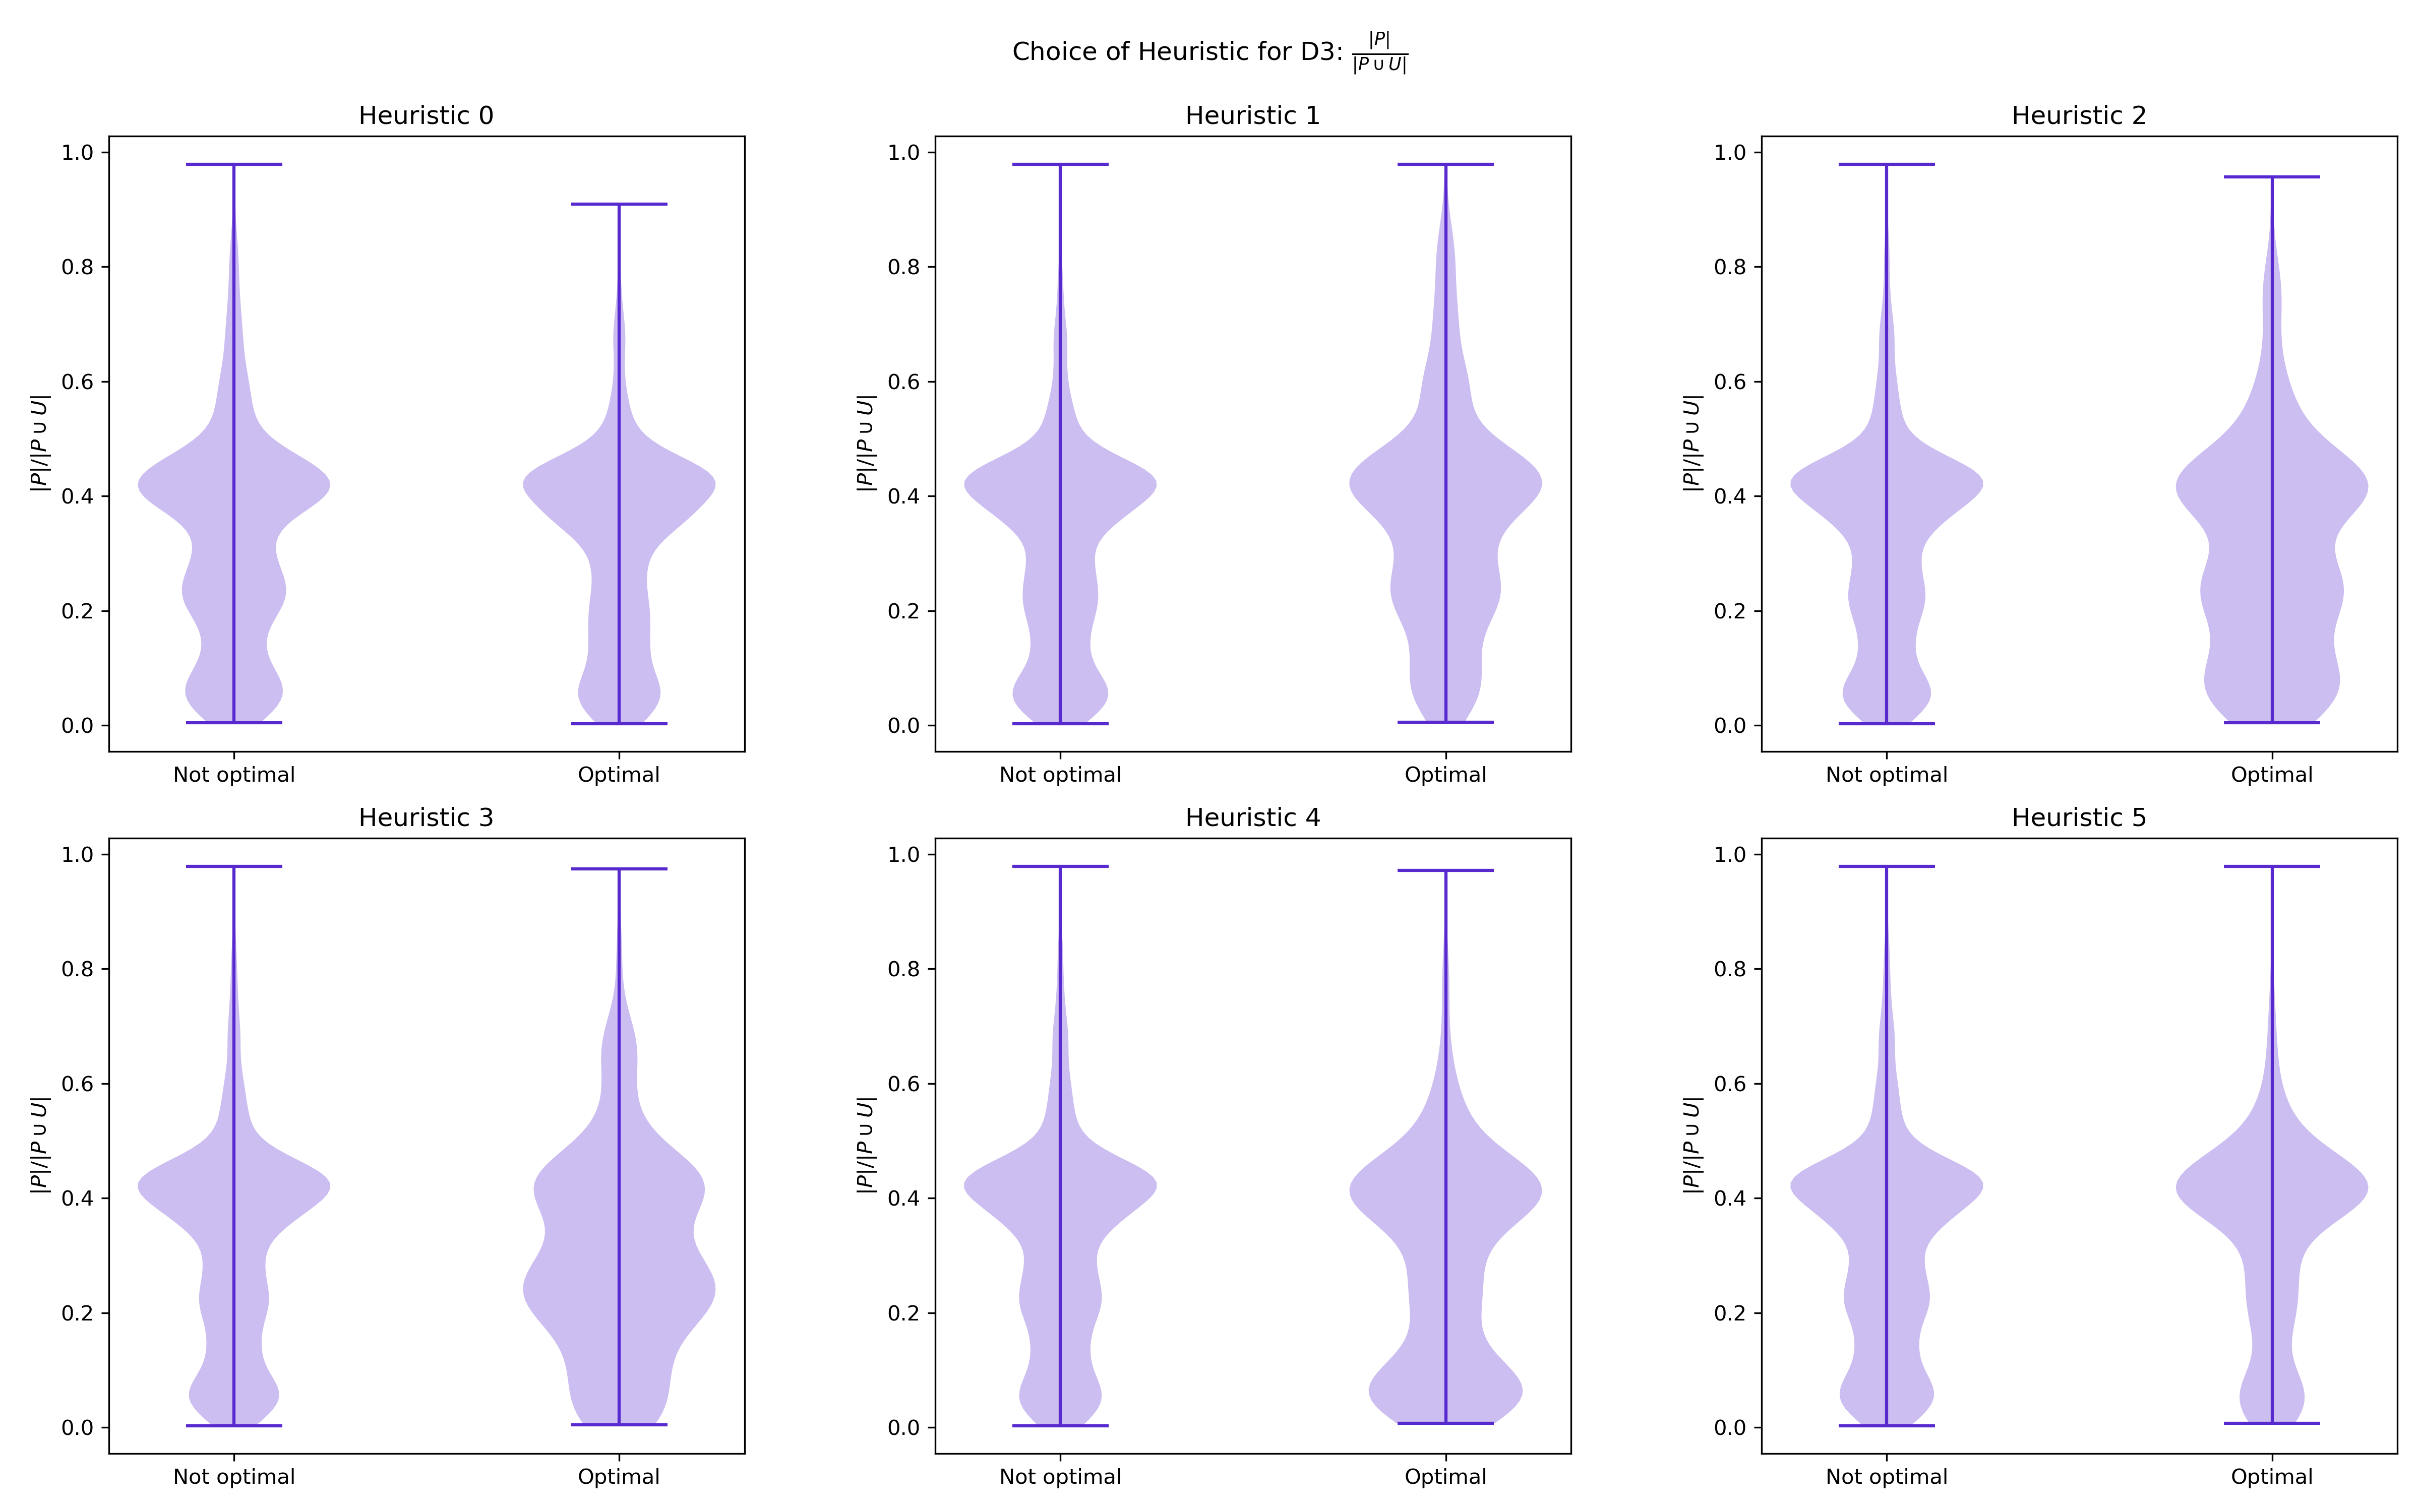 Choice of Heuristic for D3: |P| / |P ∪ U|
Heuristic 0
1.0
0.8
0.6
0.4
0.2
0.0
|P|/|P ∪ U|
Not optimal Optimal
Heuristic 1
1.0
0.8
0.6
0.4
0.2
0.0
|P|/|P ∪ U|
Not optimal Optimal
Heuristic 2
1.0
0.8
0.6
0.4
0.2
0.0
|P|/|P ∪ U|
Not optimal Optimal
Heuristic 3
1.0
0.8
0.6
0.4
0.2
0.0
|P|/|P ∪ U|
Not optimal Optimal
Heuristic 4
1.0
0.8
0.6
0.4
0.2
0.0
|P|/|P ∪ U|
Not optimal Optimal
Heuristic 5
1.0
0.8
0.6
0.4
0.2
0.0
|P|/|P ∪ U|
Not optimal Optimal